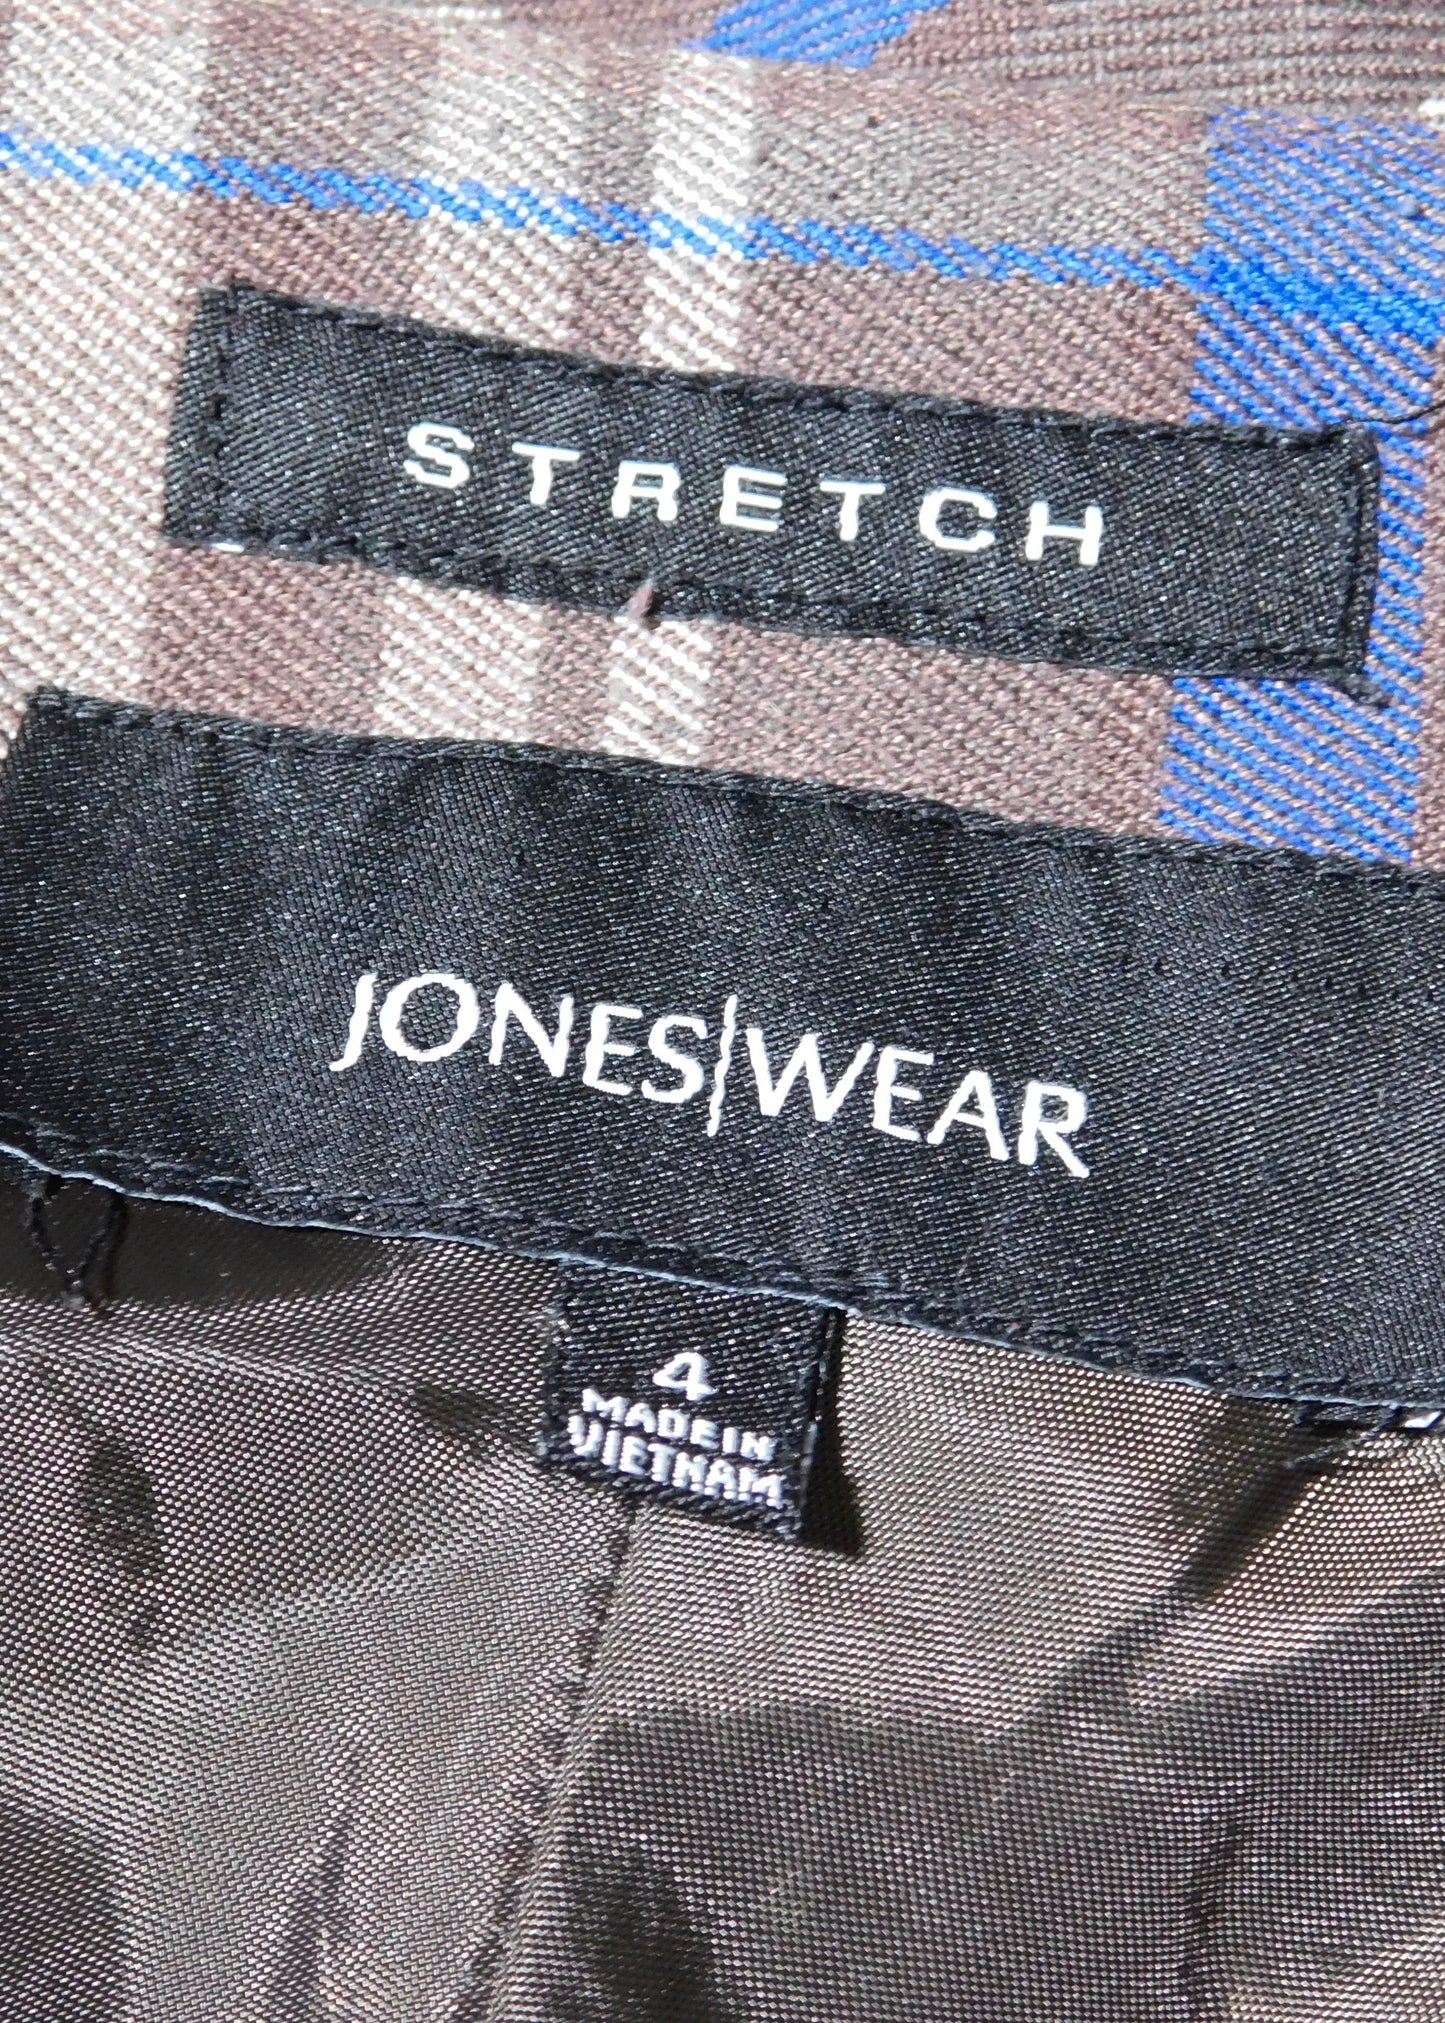 STRETCH
JONES|WEAR
4
MADE IN
VIETNAM